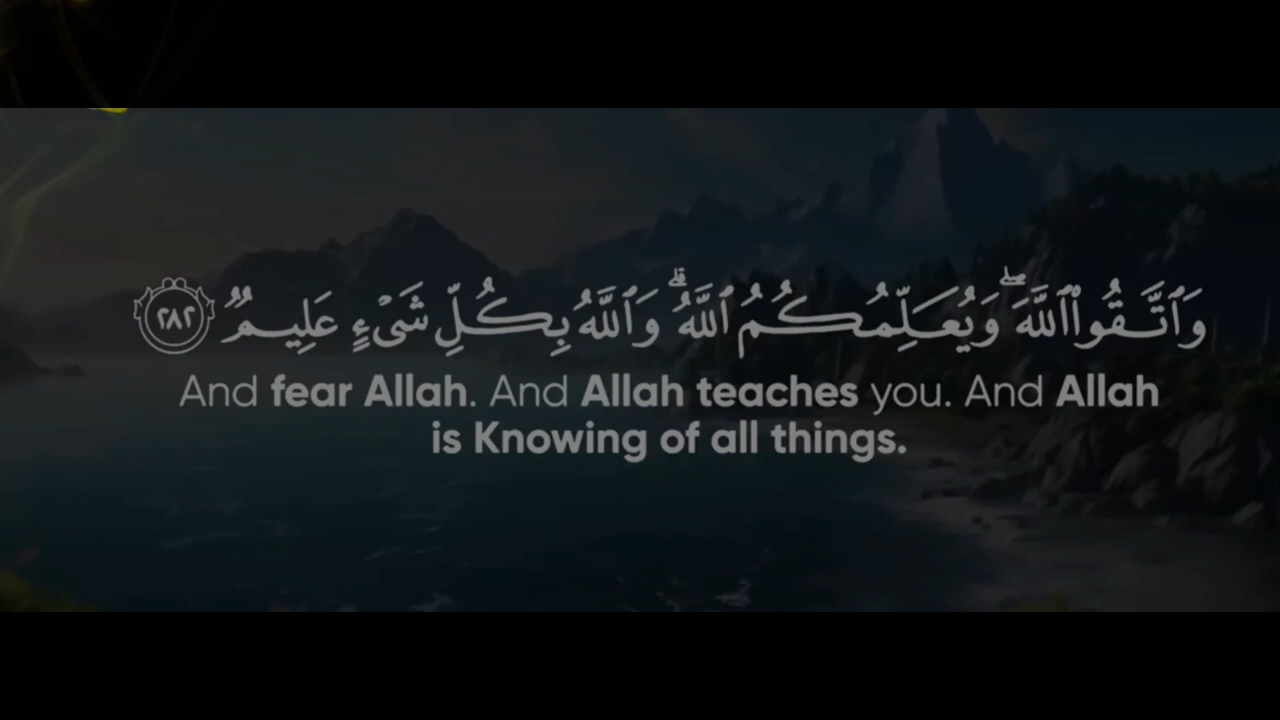 وَٱتَّقُوا۟ ٱللَّهَ ۖ وَيُعَلِّمُكُمُ ٱللَّهُ ۗ وَٱللَّهُ بِكُلِّ شَىْءٍ عَلِيمٌ ٢٨٢
And fear Allah. And Allah teaches you. And Allah
is Knowing of all things.